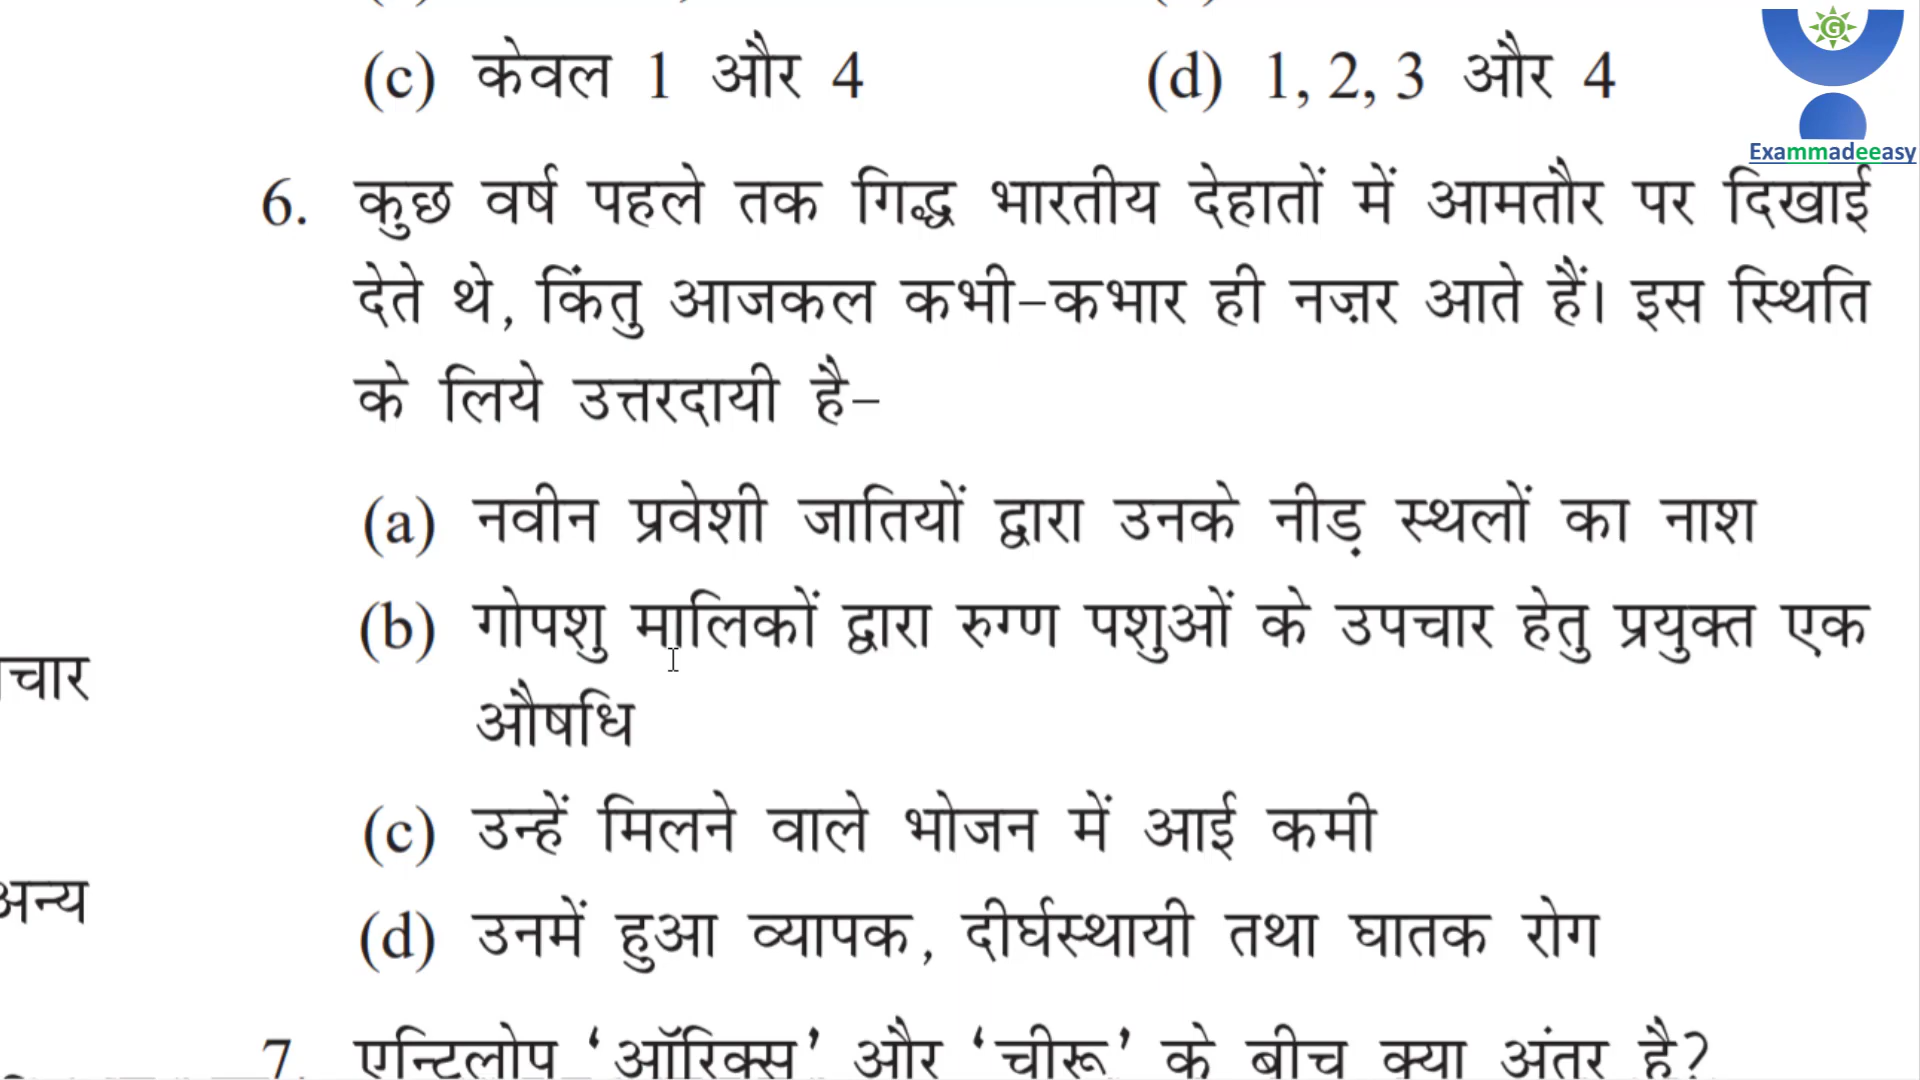 (c) केवल 1 और 4 (d) 1, 2, 3 और 4
Exammadeeasy
6. कुछ वर्ष पहले तक गिद्ध भारतीय देहातों में आमतौर पर दिखाई
देते थे, किंतु आजकल कभी-कभार ही नज़र आते हैं। इस स्थिति
के लिये उत्तरदायी है-
(a) नवीन प्रवेशी जातियों द्वारा उनके नीड़ स्थलों का नाश
(b) गोपशु मालिकों द्वारा रुग्ण पशुओं के उपचार हेतु प्रयुक्त एक
औषधि
(c) उन्हें मिलने वाले भोजन में आई कमी
(d) उनमें हुआ व्यापक, दीर्घस्थायी तथा घातक रोग
चार
अन्य
7. एन्टिलोप 'ऑरिक्स' और 'चीरू' के बीच क्या अंतर है?